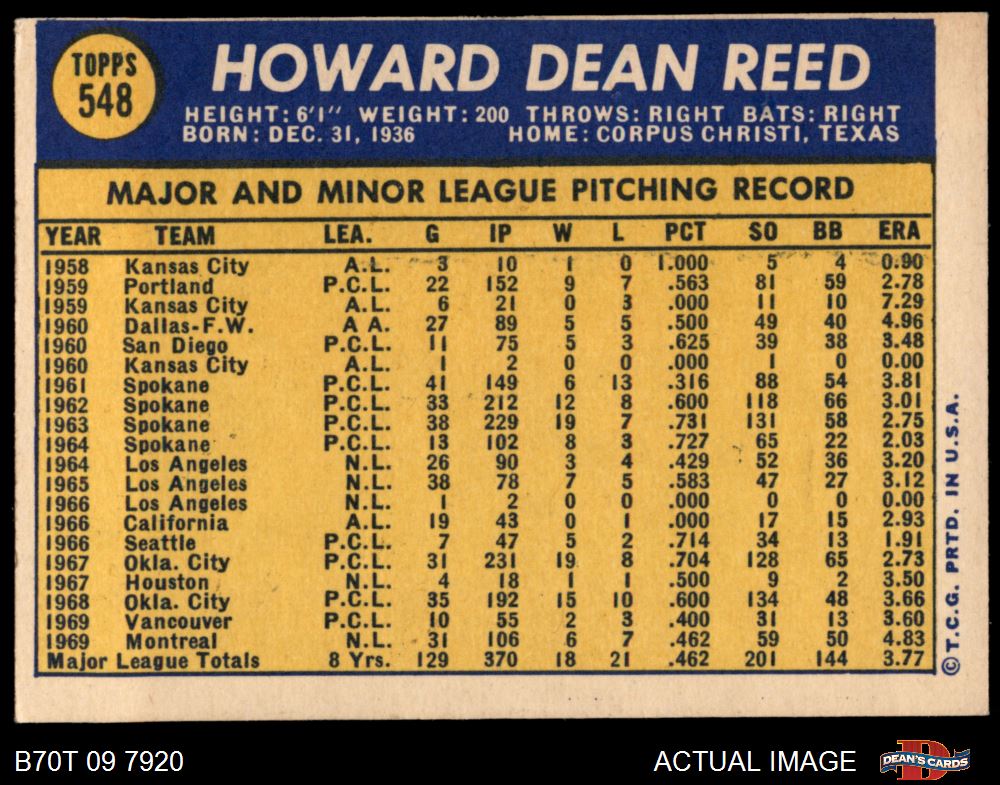 TOPPS
548
HOWARD DEAN REED
HEIGHT: 6'1" WEIGHT: 200 THROWS: RIGHT BATS: RIGHT
BORN: DEC. 31, 1936 HOME: CORPUS CHRISTI, TEXAS
MAJOR AND MINOR LEAGUE PITCHING RECORD
YEAR TEAM LEA. G IP W L PCT SO BB ERA
1958 Kansas City A.L. 3 10 1 0 1.000 5 4 0.90
1959 Portland P.C.L. 22 152 9 7 .563 81 59 2.78
1959 Kansas City A.L. 6 21 0 3 .000 11 10 7.29
1960 Dallas-F.W. A A. 27 89 5 5 .500 49 40 4.96
1960 San Diego P.C.L. 11 75 5 3 .625 39 38 3.48
1960 Kansas City A.L. 1 2 0 0 .000 1 0 0.00
1961 Spokane P.C.L. 41 149 6 13 .316 88 54 3.81
1962 Spokane P.C.L. 33 212 12 8 .600 118 66 3.01
1963 Spokane P.C.L. 38 229 19 7 .731 131 58 2.75
1964 Spokane P.C.L. 13 102 8 3 .727 65 22 2.03
1964 Los Angeles N.L. 26 90 3 4 .429 52 36 3.20
1965 Los Angeles N.L. 38 78 7 5 .583 47 27 3.12
1966 Los Angeles N.L. 1 2 0 0 .000 0 0 0.00
1966 California A.L. 19 43 0 1 .000 17 15 2.93
1966 Seattle P.C.L. 7 47 5 2 .714 34 13 1.91
1967 Okla. City P.C.L. 31 231 19 8 .704 128 65 2.73
1967 Houston N.L. 4 18 1 1 .500 9 2 3.50
1968 Okla. City P.C.L. 35 192 15 10 .600 134 48 3.66
1969 Vancouver P.C.L. 10 55 2 3 .400 31 13 3.60
1969 Montreal N.L. 31 106 6 7 .462 59 50 4.83
Major League Totals 8 Yrs. 129 370 18 21 .462 201 144 3.77
© T.C.G. PRTD. IN U.S.A.
B70T 09 7920 ACTUAL IMAGE
DEAN'S CARDS